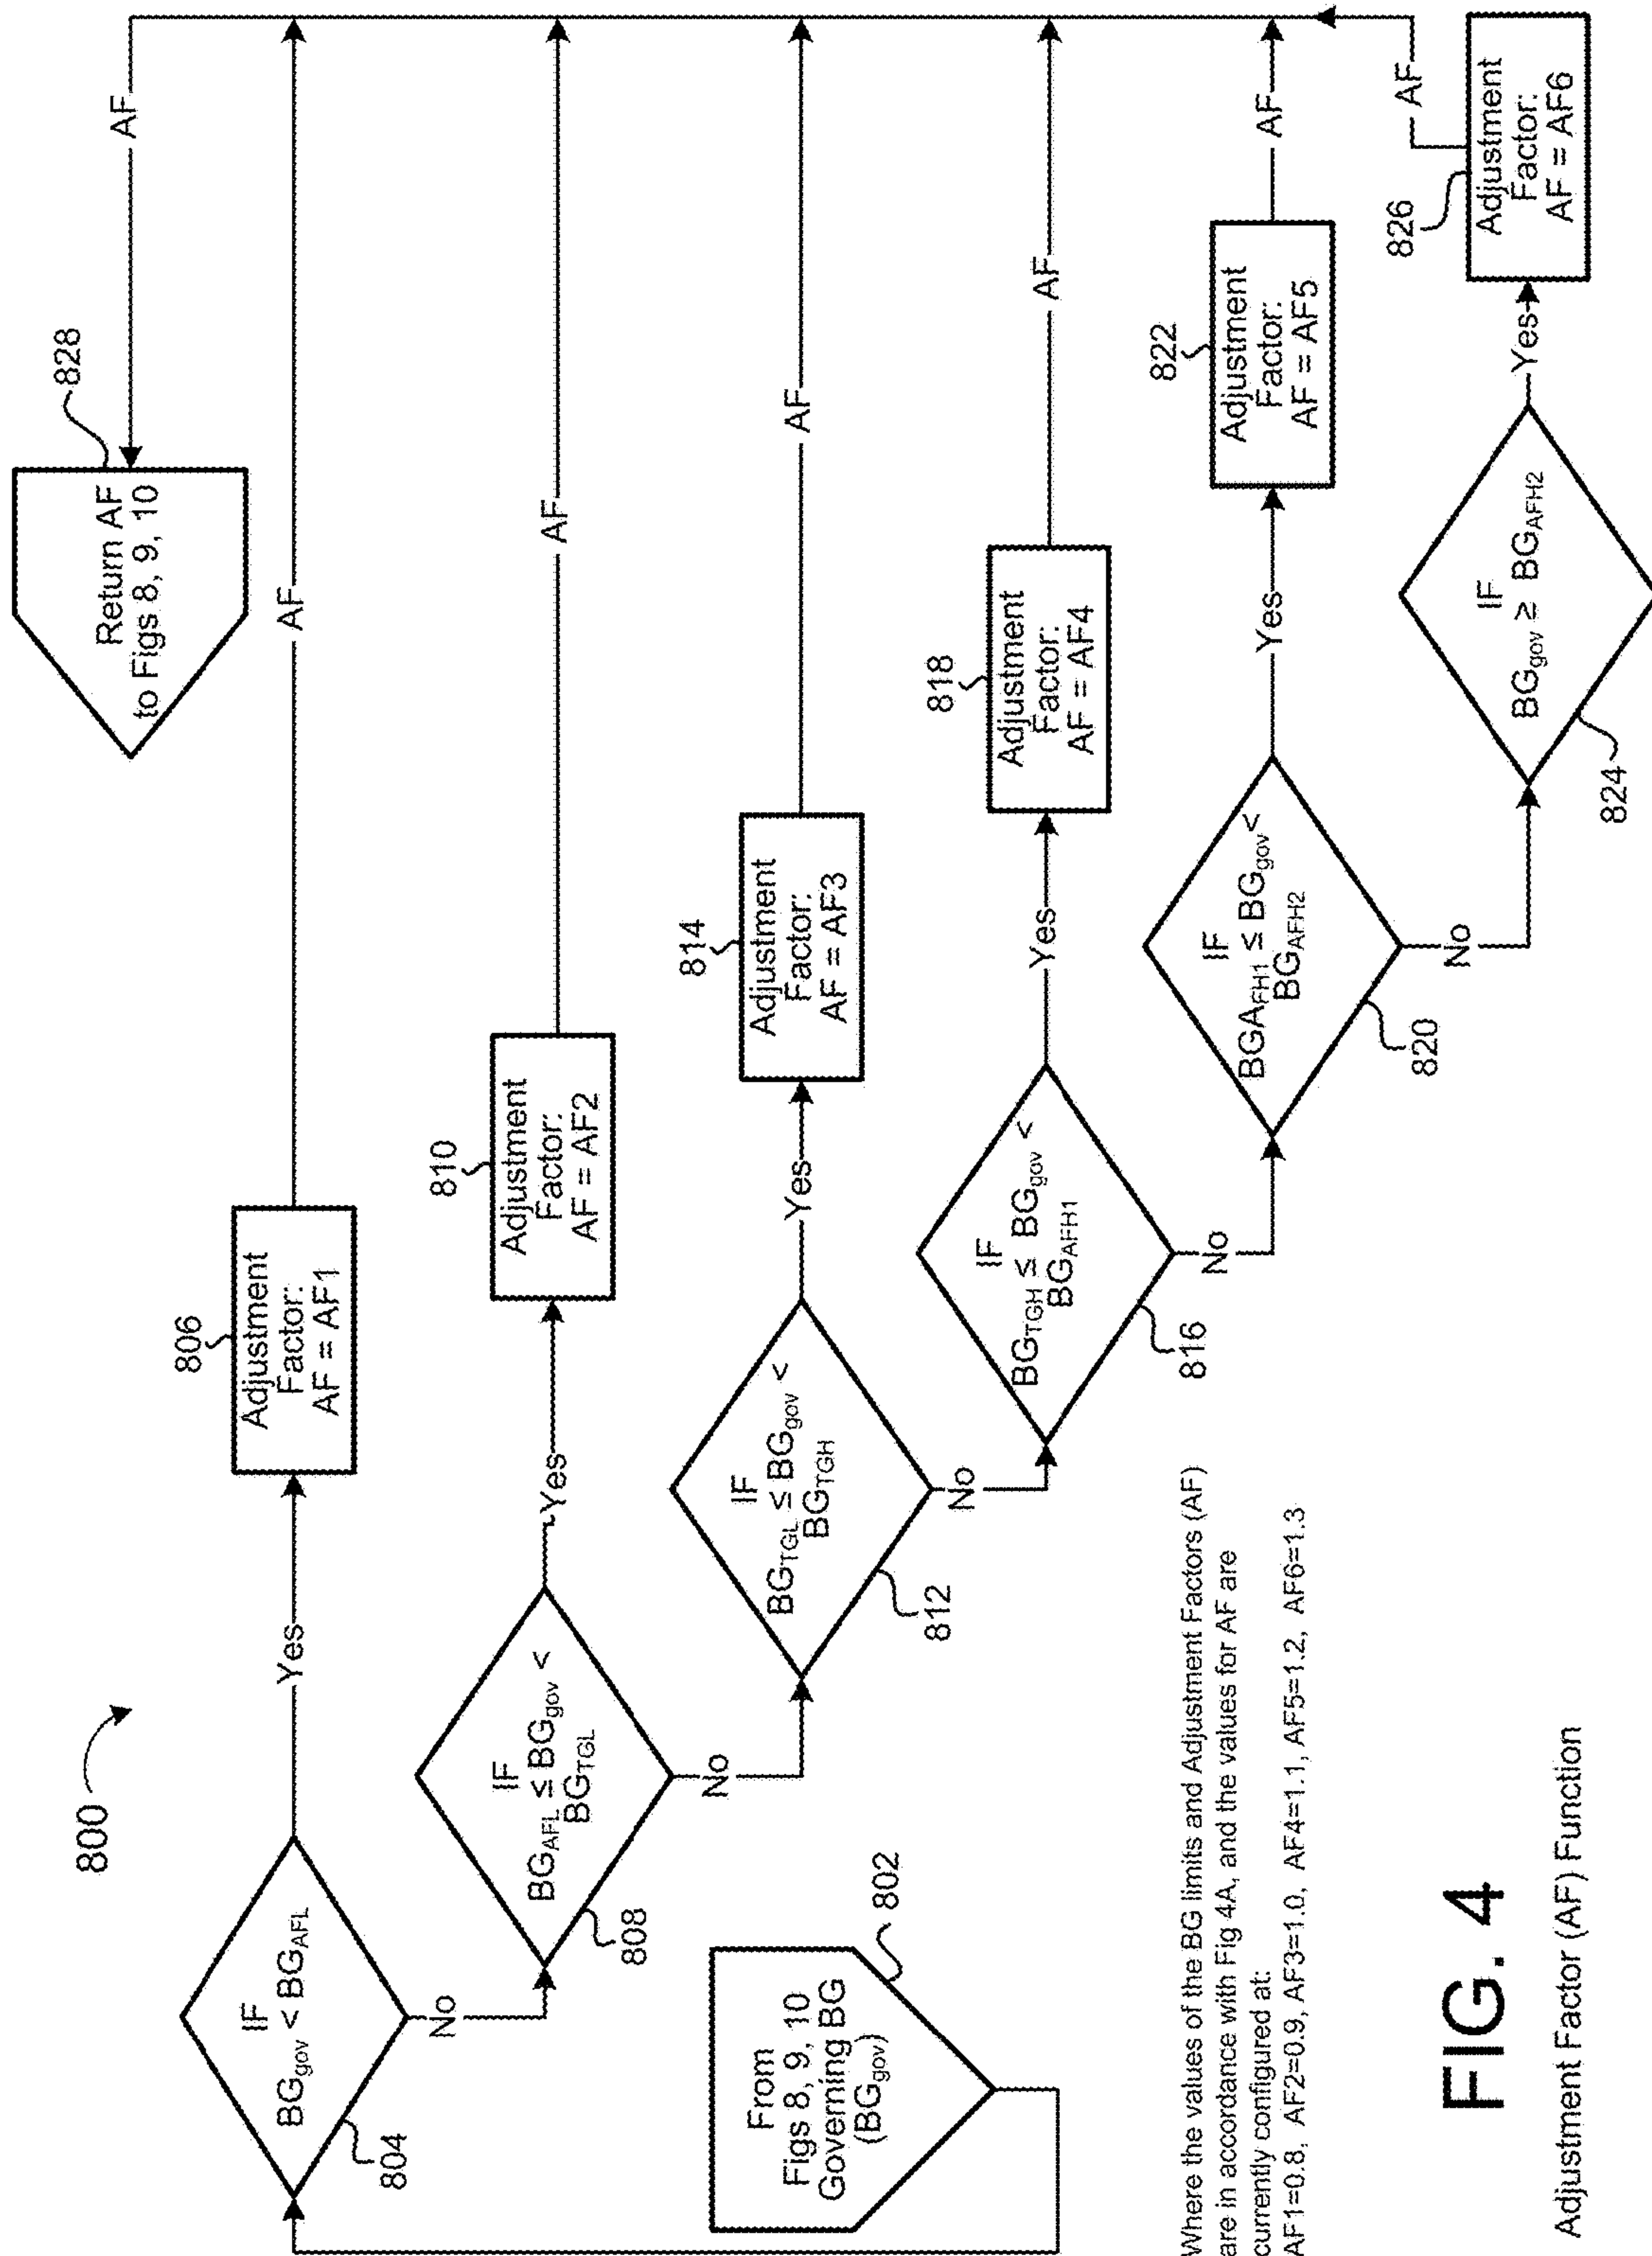 800
828
Return AF
to Figs 8, 9, 10
AF
IF
BGgov < BGAFL
804
Yes
No
806
Adjustment
Factor:
AF = AF1
AF
IF
BGAFL ≤ BGgov <
BGTGL
808
Yes
No
810
Adjustment
Factor:
AF = AF2
AF
From
Figs 8, 9, 10
Governing BG
(BGgov)
802
IF
BGTGL ≤ BGgov <
BGTGH
812
Yes
No
814
Adjustment
Factor:
AF = AF3
AF
IF
BGTGH ≤ BGgov <
BGAFH1
816
Yes
No
818
Adjustment
Factor:
AF = AF4
AF
IF
BGAFH1 ≤ BGgov <
BGAFH2
820
Yes
No
822
Adjustment
Factor:
AF = AF5
AF
IF
BGgov ≥ BGAFH2
824
Yes
826
Adjustment
Factor:
AF = AF6
AF
Where the values of the BG limits and Adjustment Factors (AF)
are in accordance with Fig 4A, and the values for AF are
currently configured at:
AF1=0.8, AF2=0.9, AF3=1.0, AF4=1.1, AF5=1.2, AF6=1.3
FIG. 4
Adjustment Factor (AF) Function